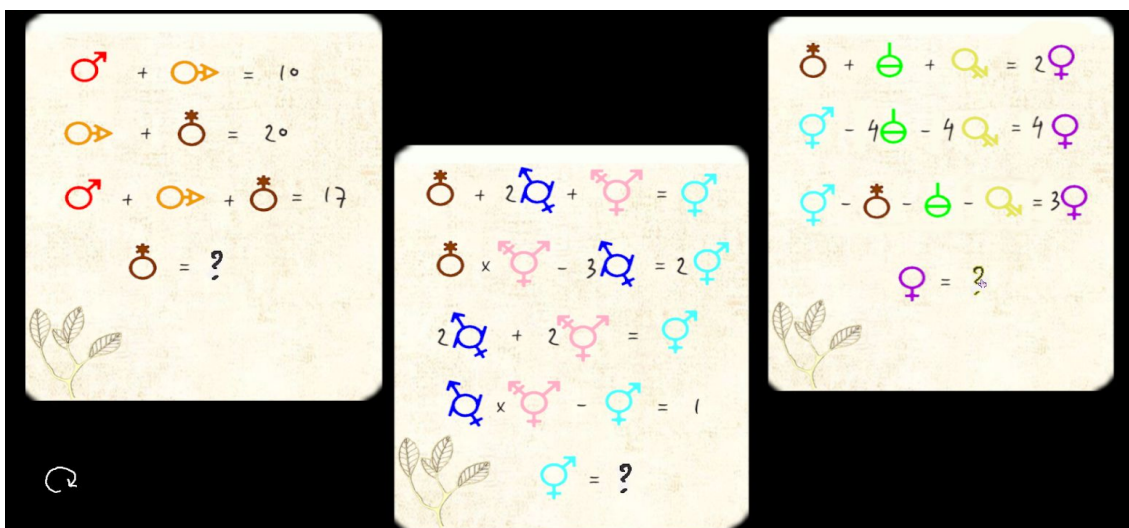 ♂ + ⚩ = 10
⚩ + ⚨ = 20
♂ + ⚩ + ⚨ = 17
⚨ = ?
⚨ + 2 + ⚧ = ⚥
⚨ x ⚧ - 3 = 2⚥
2 + 2⚧ = ⚥
x ⚧ - ⚥ = 1
⚥ = ?
⚨ + + = 2♀
⚥ - 4 - 4 = 4♀
⚥ - ⚨ - - = 3♀
♀ = ?